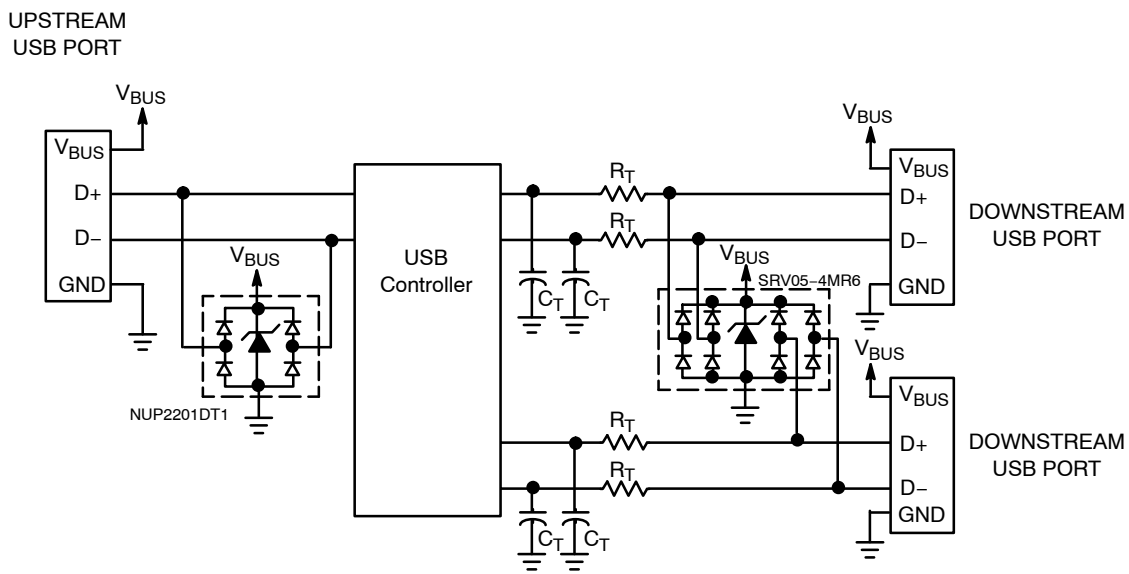 UPSTREAM
USB PORT
VBUS
VBUS
D+
D−
GND
VBUS
NUP2201DT1
USB
Controller
RT
RT
CT
CT
VBUS
SRV05−4MR6
VBUS
VBUS
D+
D−
GND
DOWNSTREAM
USB PORT
RT
RT
CT
CT
VBUS
VBUS
D+
D−
GND
DOWNSTREAM
USB PORT